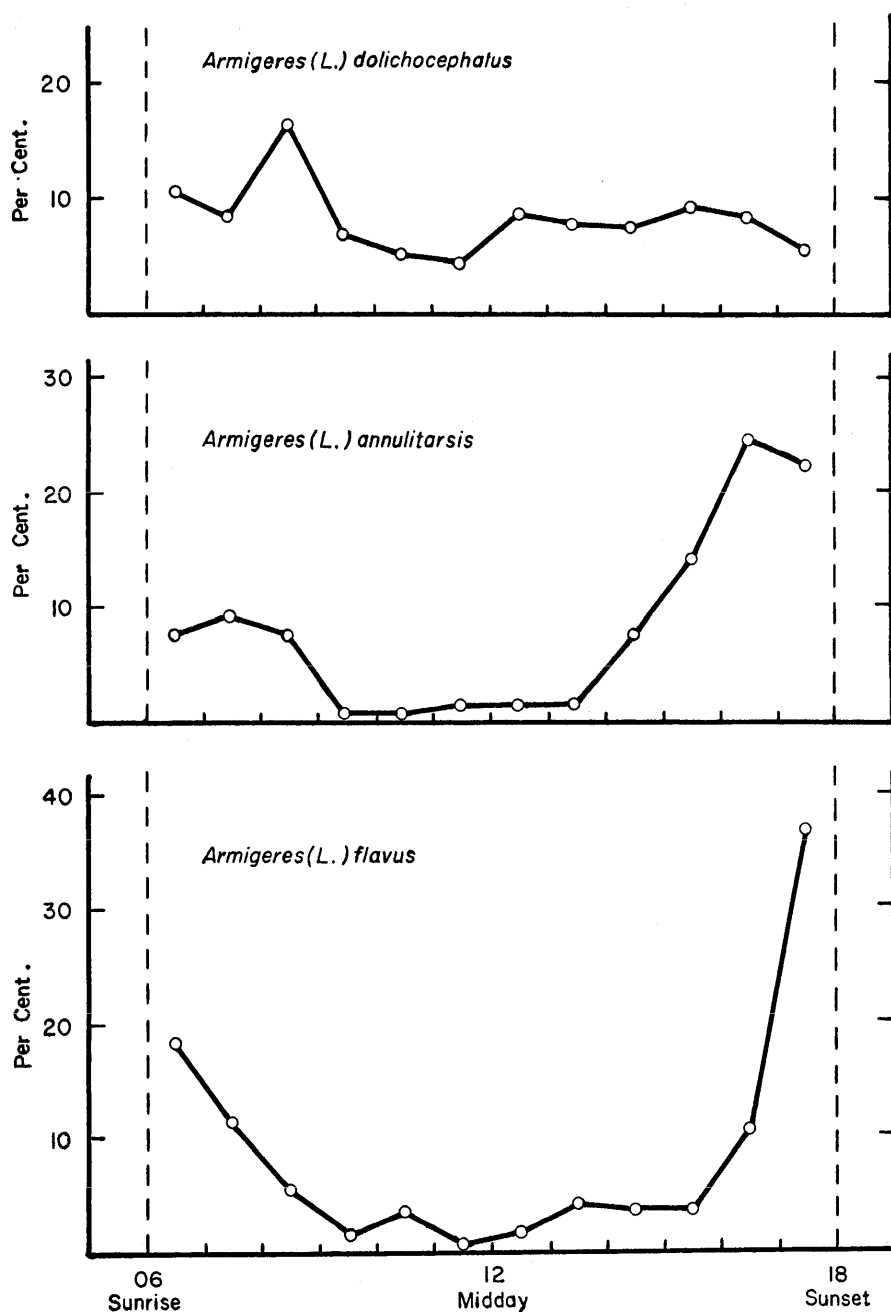 Armigeres (L.) dolichocephalus
20
10
Per Cent.
Armigeres (L.) annulitarsis
30
20
10
Per Cent.
Armigeres (L.) flavus
40
30
20
10
Per Cent.
06 12 18
Sunrise Midday Sunset